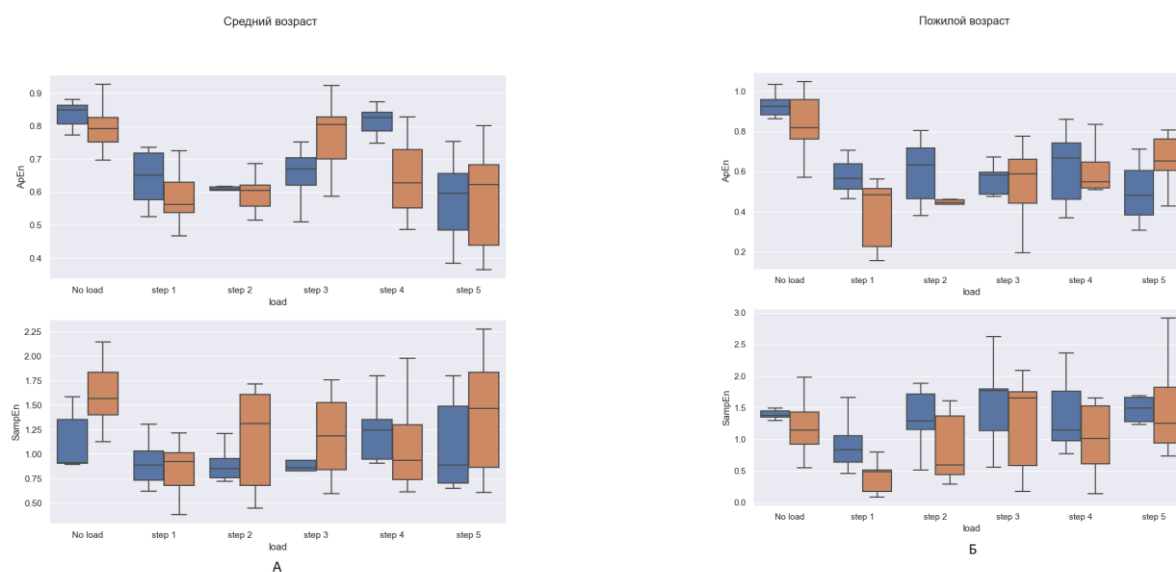 Средний возраст
0.9
0.8
0.7
0.6
0.5
0.4
ApEn
No load step 1 step 2 step 3 step 4 step 5
load
2.25
2.00
1.75
1.50
1.25
1.00
0.75
0.50
SampEn
No load step 1 step 2 step 3 step 4 step 5
load
А
Пожилой возраст
1.0
0.8
0.6
0.4
0.2
ApEn
No load step 1 step 2 step 3 step 4 step 5
load
3.0
2.5
2.0
1.5
1.0
0.5
0.0
SampEn
No load step 1 step 2 step 3 step 4 step 5
load
Б